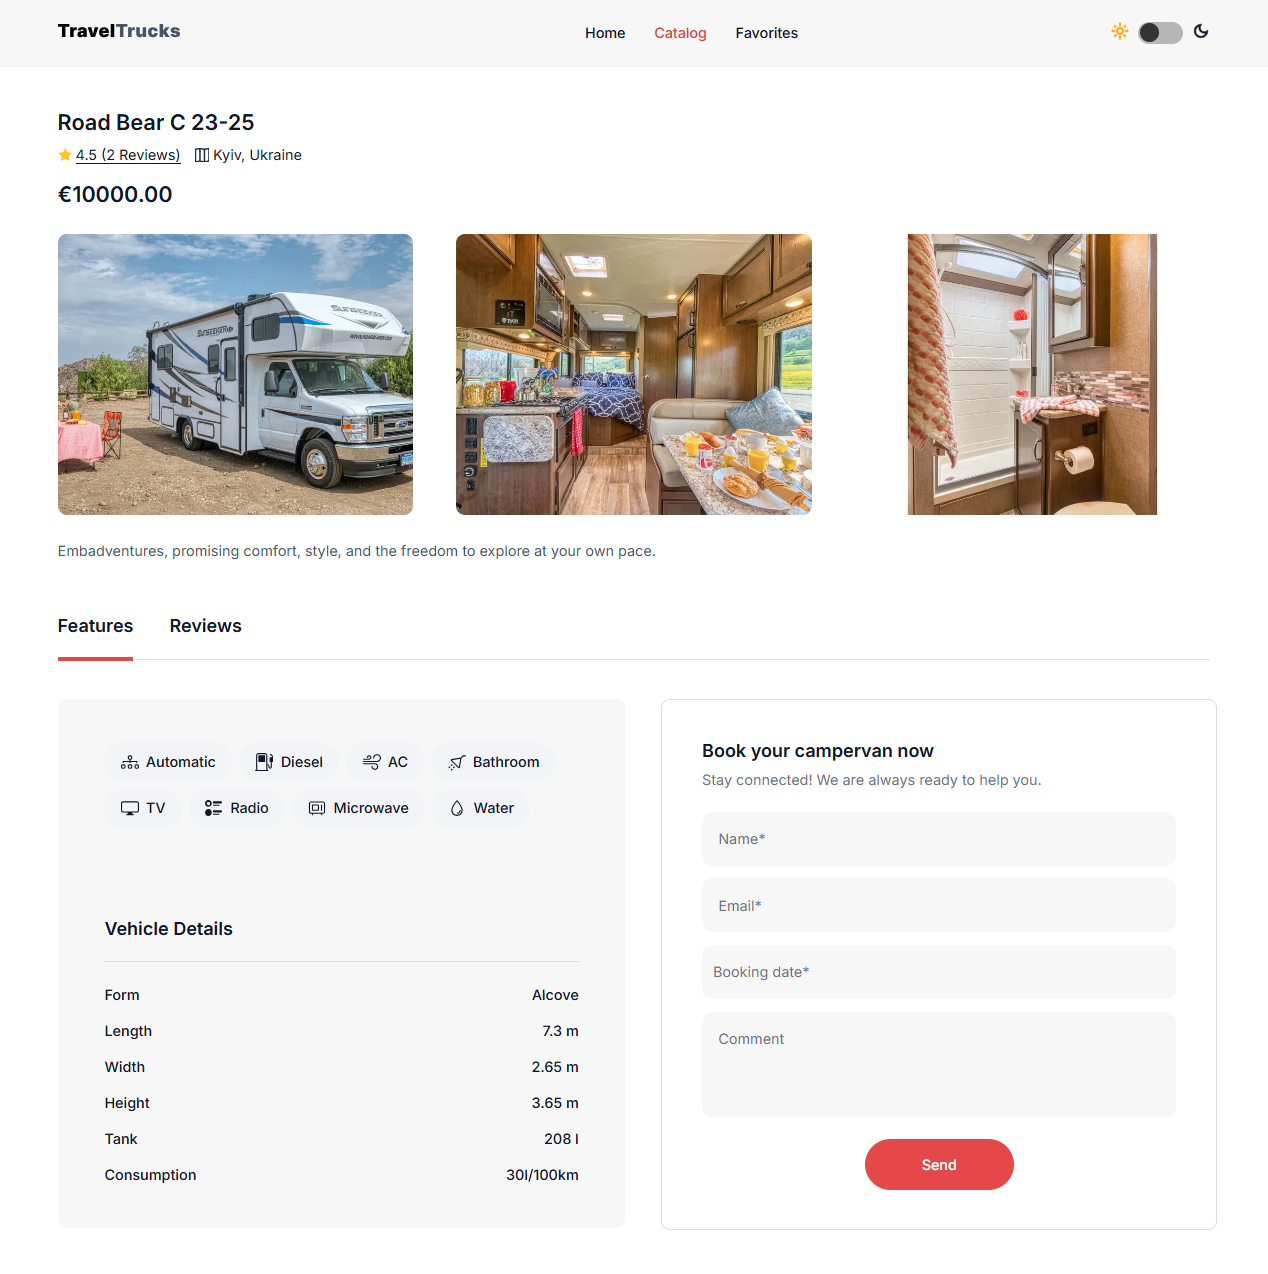 TravelTrucks
Home Catalog Favorites
Road Bear C 23-25
4.5 (2 Reviews) Kyiv, Ukraine
€10000.00
SUNSEEKER
SUNSEEKER
Embadventures, promising comfort, style, and the freedom to explore at your own pace.
Features Reviews
Automatic Diesel AC Bathroom
TV Radio Microwave Water
Vehicle Details
Form Alcove
Length 7.3 m
Width 2.65 m
Height 3.65 m
Tank 208 l
Consumption 30l/100km
Book your campervan now
Stay connected! We are always ready to help you.
Name*
Email*
Booking date*
Comment
Send